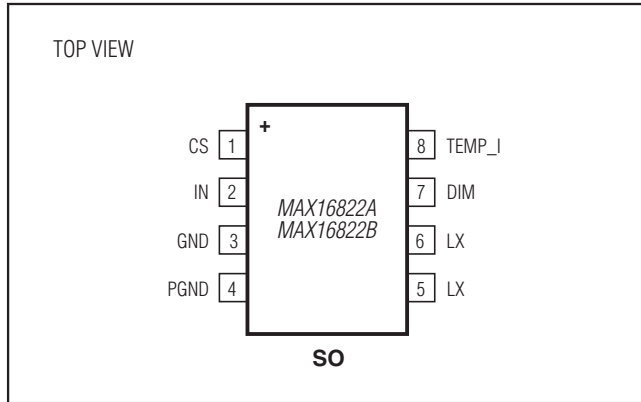 TOP VIEW
+
CS 1
8 TEMP_I
IN 2
7 DIM
MAX16822A
MAX16822B
GND 3
6 LX
PGND 4
5 LX
SO